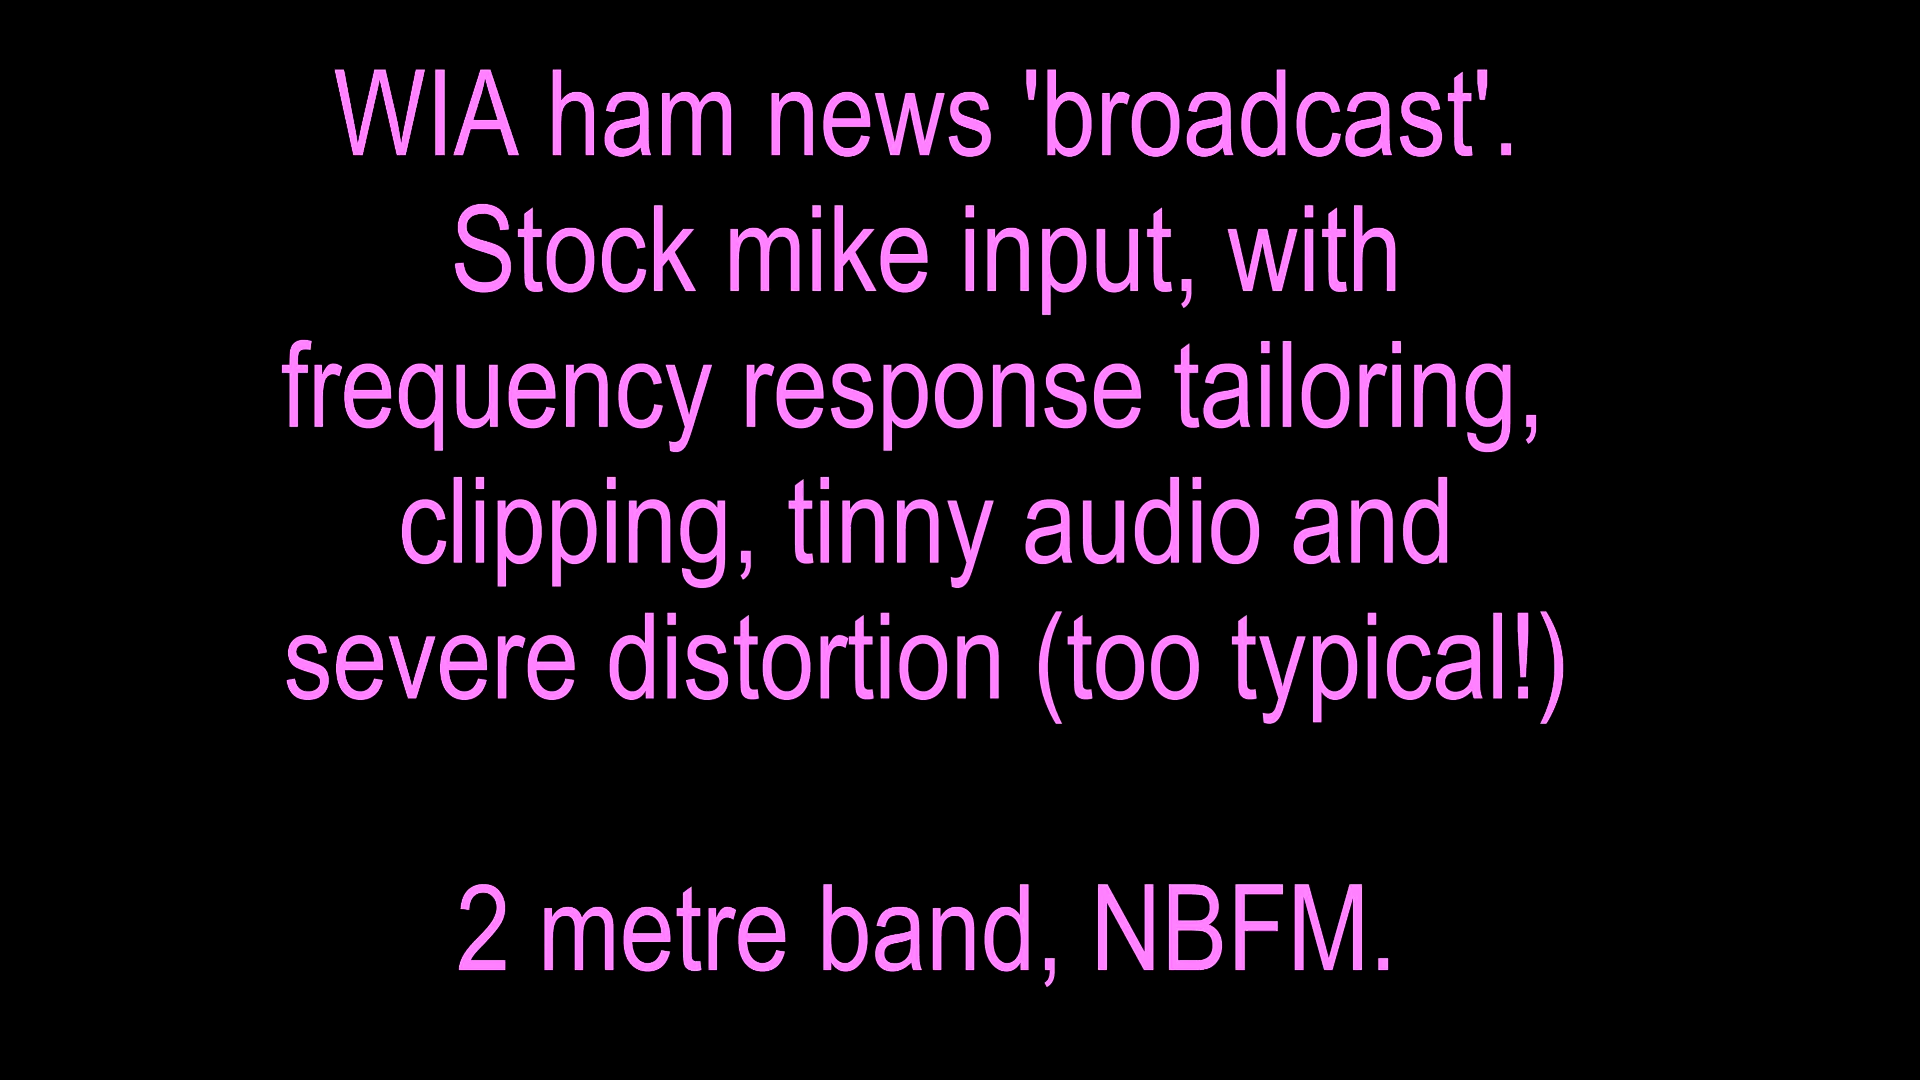 WIA ham news 'broadcast'.
Stock mike input, with
frequency response tailoring,
clipping, tinny audio and
severe distortion (too typical!)
2 metre band, NBFM.